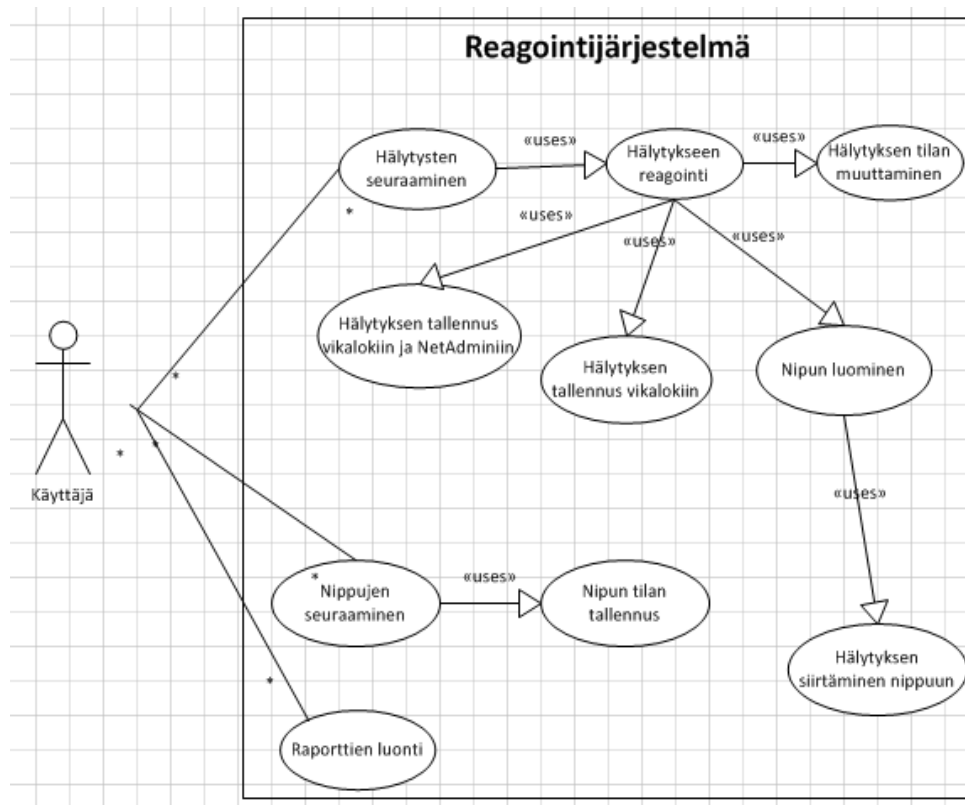 Reagointijärjestelmä
«uses»
«uses»
Hälytysten
seuraaminen
Hälytykseen
reagointi
Hälytyksen tilan
muuttaminen
*
«uses»
«uses»
«uses»
Hälytyksen tallennus
vikalokiin ja NetAdminiin
Hälytyksen
tallennus vikalokiin
Nipun luominen
*
*
*
Käyttäjä
«uses»
*
Nippujen
seuraaminen
«uses»
Nipun tilan
tallennus
Hälytyksen
siirtäminen nippuun
*
Raporttien luonti